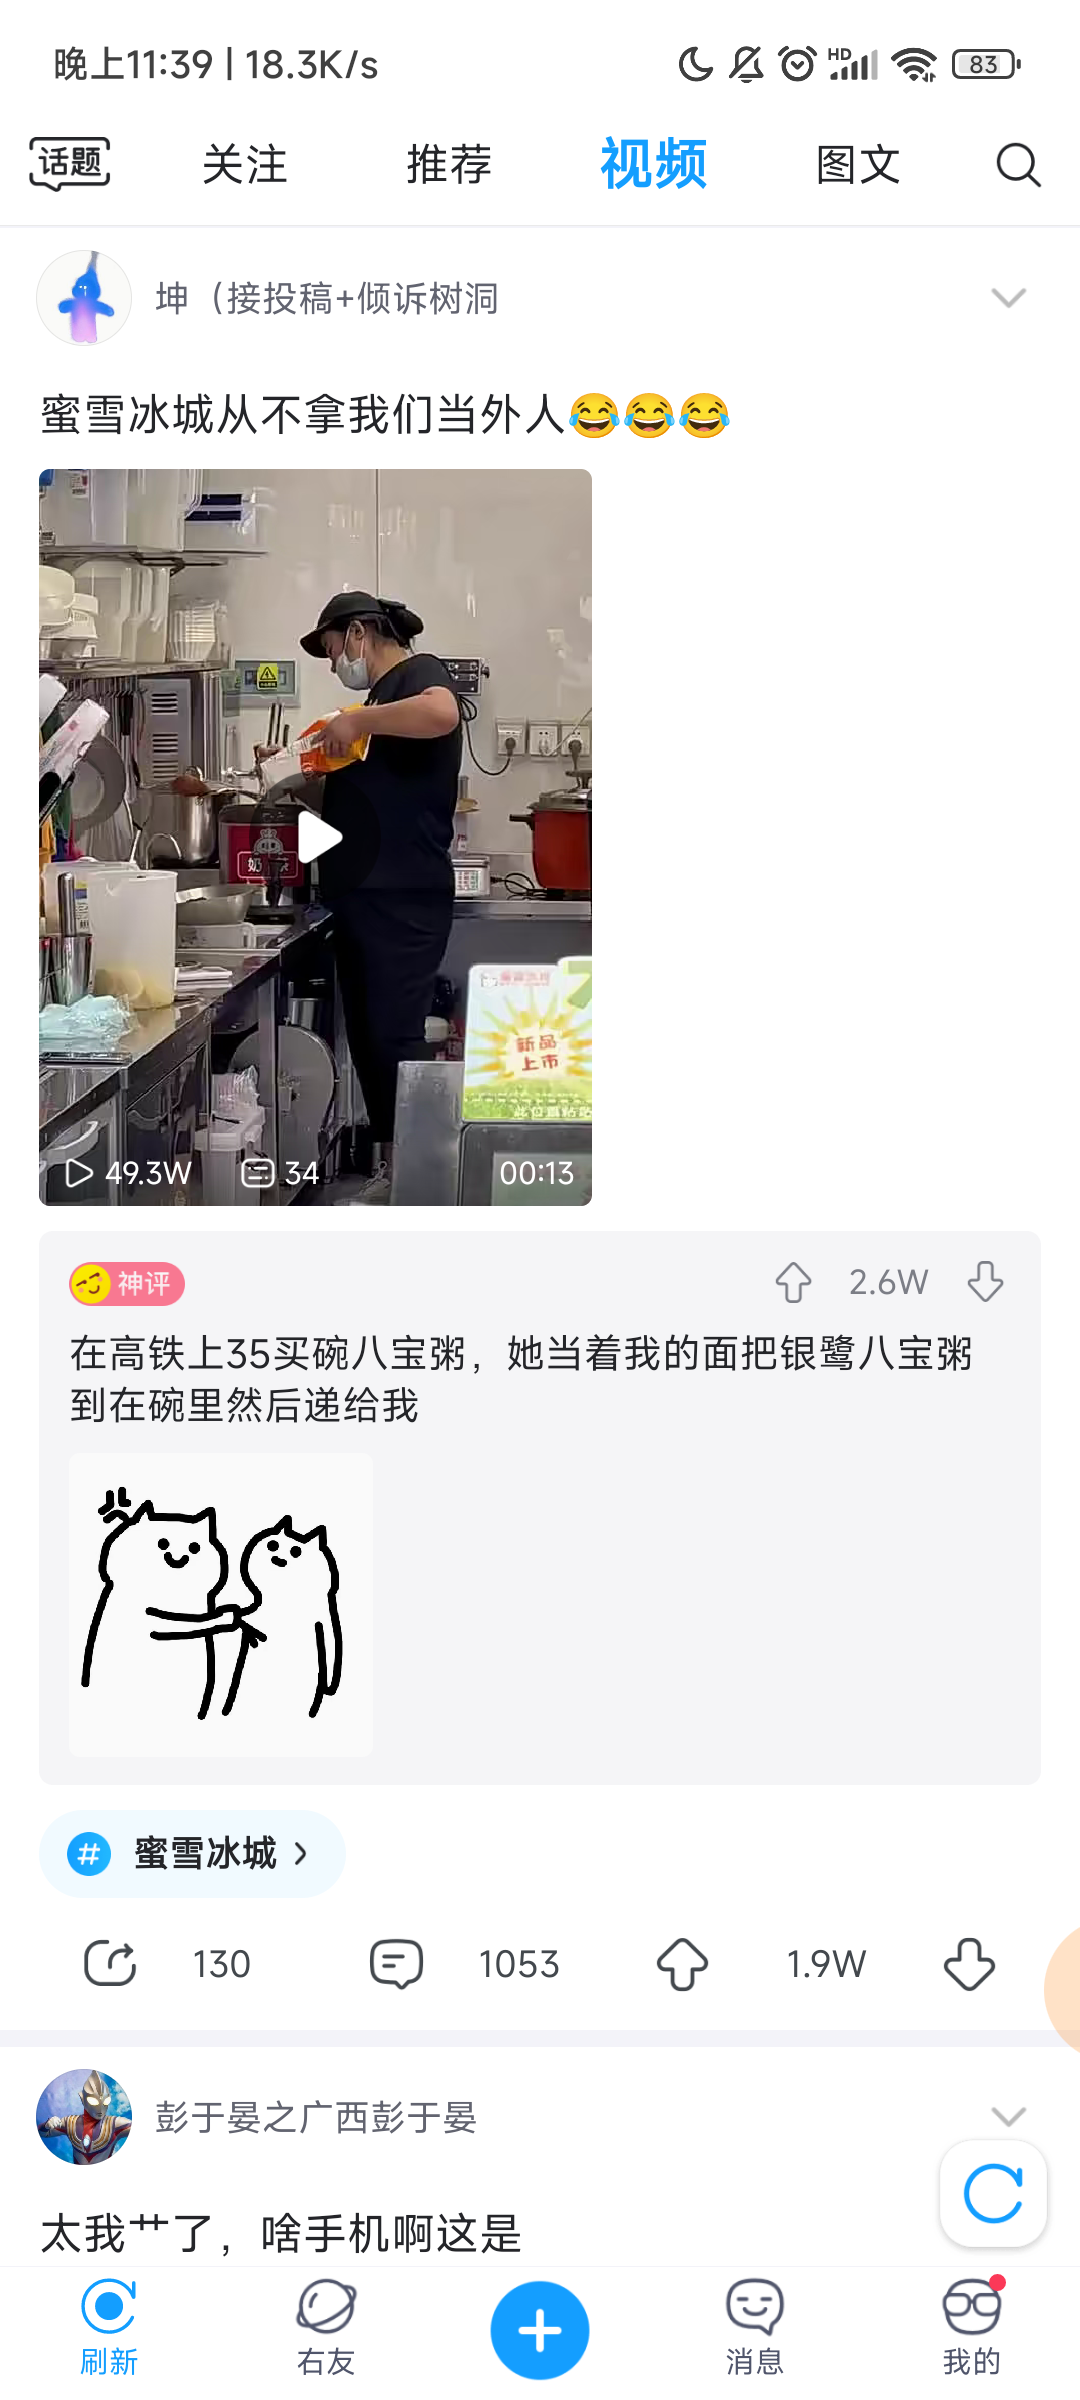 晚上11:39 | 18.3K/s
HD
83
话题 关注 推荐 视频 图文
坤（接投稿+倾诉树洞
蜜雪冰城从不拿我们当外人😂😂😂
新品
上市
49.3W 34 00:13
神评 2.6W
在高铁上35买碗八宝粥，她当着我的面把银鹭八宝粥
到在碗里然后递给我
# 蜜雪冰城 >
130 1053 1.9W
彭于晏之广西彭于晏
太我艹了，啥手机啊这是
刷新 右友 消息 我的